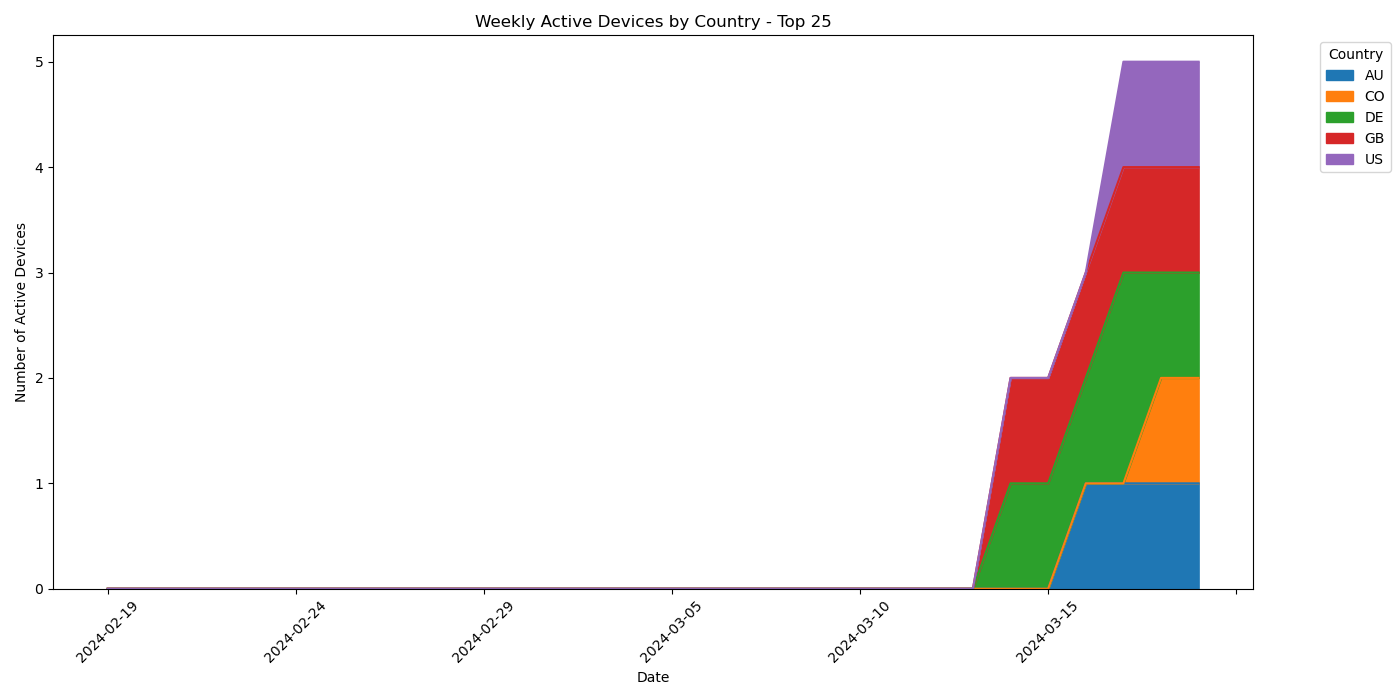 Weekly Active Devices by Country - Top 25
Country
AU
CO
DE
GB
US
Number of Active Devices
5
4
3
2
1
0
2024-02-19
2024-02-24
2024-02-29
2024-03-05
2024-03-10
2024-03-15
Date